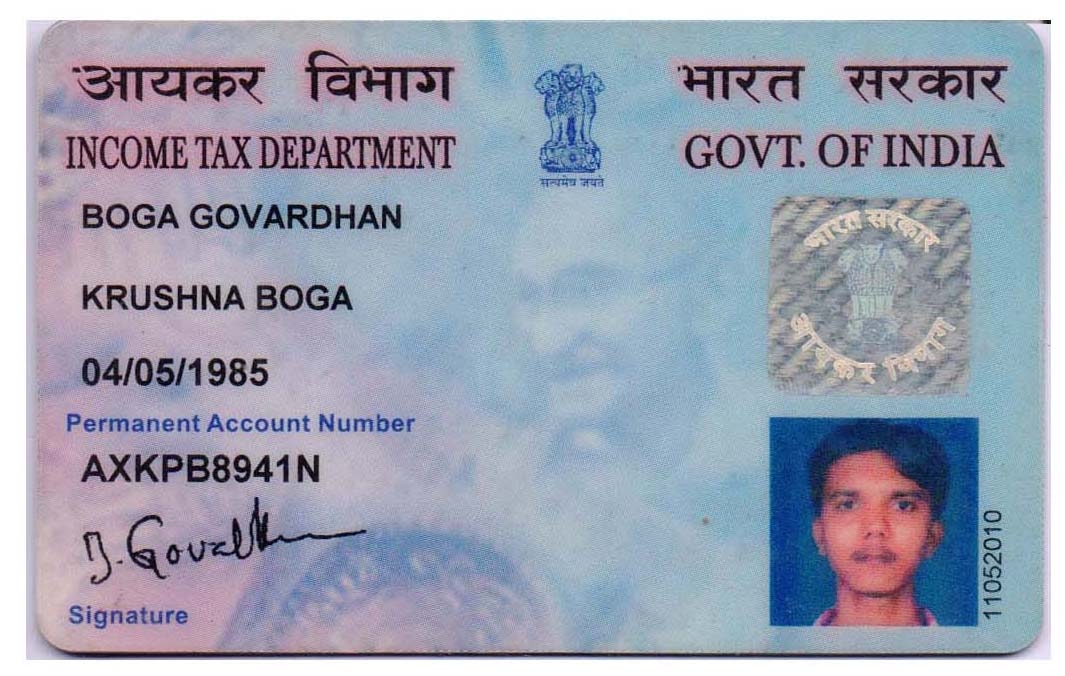 आयकर विभाग
INCOME TAX DEPARTMENT
सत्यमेव जयते
भारत सरकार
GOVT. OF INDIA
BOGA GOVARDHAN
KRUSHNA BOGA
04/05/1985
Permanent Account Number
AXKPB8941N
Signature
भारत सरकार
आयकर विभाग
11052010